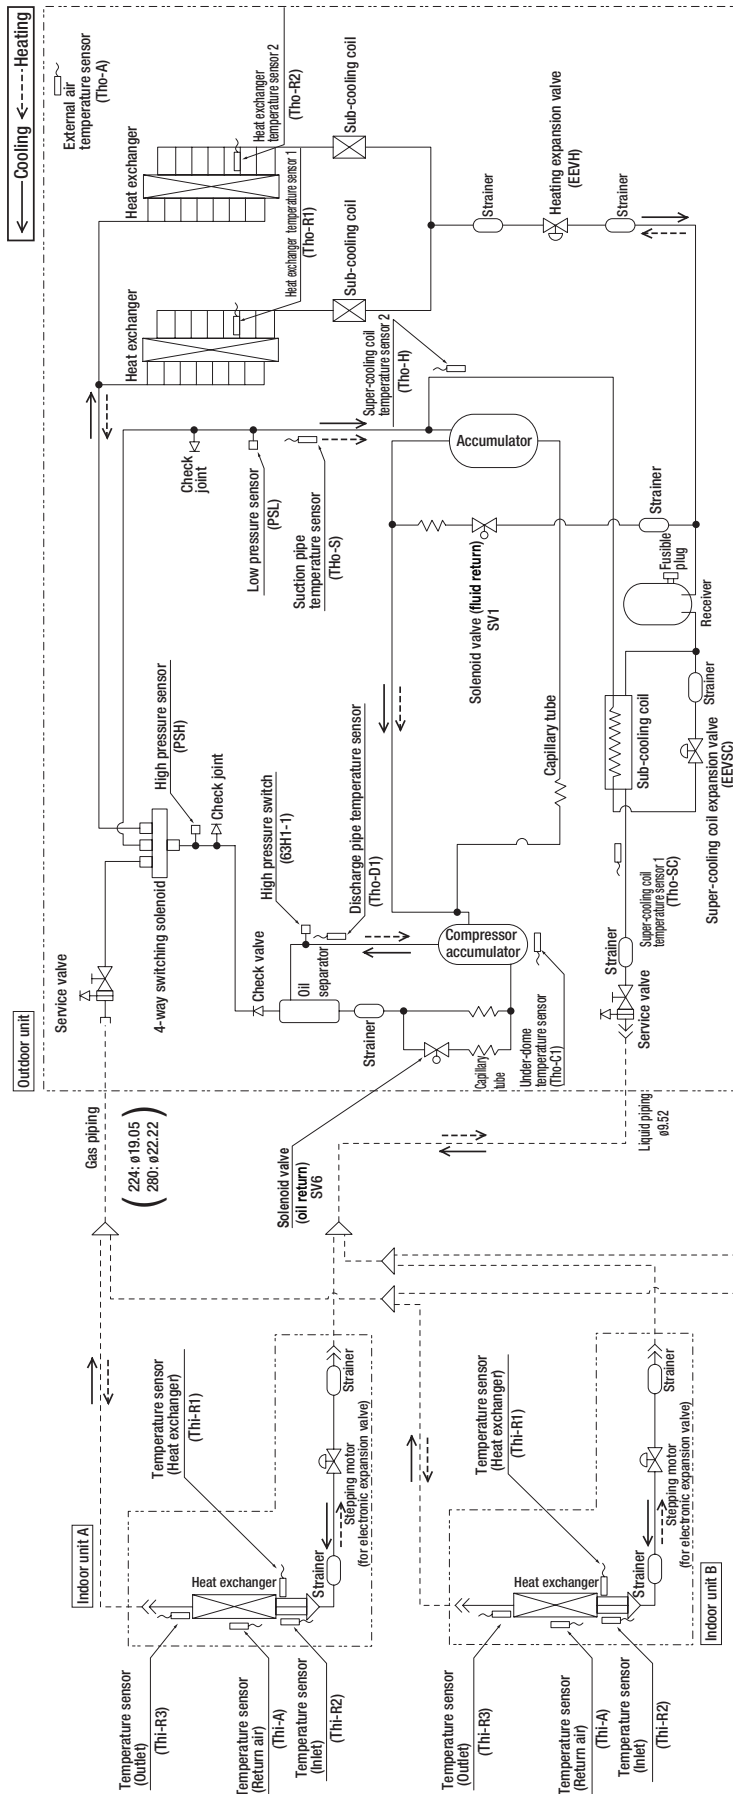 Cooling
Heating
External air
temperature sensor
(Tho-A)
Heat exchanger
Heat exchanger
temperature sensor 2
(Tho-R2)
Sub-cooling coil
Heat exchanger
Heat exchanger temperature sensor 1
(Tho-R1)
Sub-cooling coil
Strainer
Heating expansion valve
(EEVH)
Strainer
Super-cooling coil
temperature sensor 2
(Tho-H)
Check
joint
Low pressure sensor
(PSL)
Suction pipe
temperature sensor
(THo-S)
Accumulator
Solenoid valve (fluid return)
SV1
Strainer
Fusible
plug
Receiver
High pressure sensor
(PSH)
Check joint
4-way switching solenoid
High pressure switch
(63H1-1)
Discharge pipe temperature sensor
(Tho-D1)
Capillary tube
Sub-cooling coil
Strainer
Super-cooling coil expansion valve
(EEVSC)
Service valve
Check valve
Oil
separator
Strainer
Compressor
accumulator
Capillary
tube
Under-dome
temperature sensor
(Tho-C1)
Super-cooling coil
temperature sensor 1
(Tho-SC)
Strainer
Service valve
Outdoor unit
Gas piping
224: ø19.05
280: ø22.22
Solenoid valve
(oil return)
SV6
Liquid piping
ø9.52
Indoor unit A
Temperature sensor
(Heat exchanger)
(Thi-R1)
Strainer
Stepping motor
(for electronic expansion valve)
Strainer
Heat exchanger
Temperature sensor
(Outlet)
(Thi-R3)
Temperature sensor
(Return air)
(Thi-A)
Temperature sensor
(Inlet)
(Thi-R2)
Indoor unit B
Temperature sensor
(Heat exchanger)
(Thi-R1)
Strainer
Stepping motor
(for electronic expansion valve)
Strainer
Heat exchanger
Temperature sensor
(Outlet)
(Thi-R3)
Temperature sensor
(Return air)
(Thi-A)
Temperature sensor
(Inlet)
(Thi-R2)